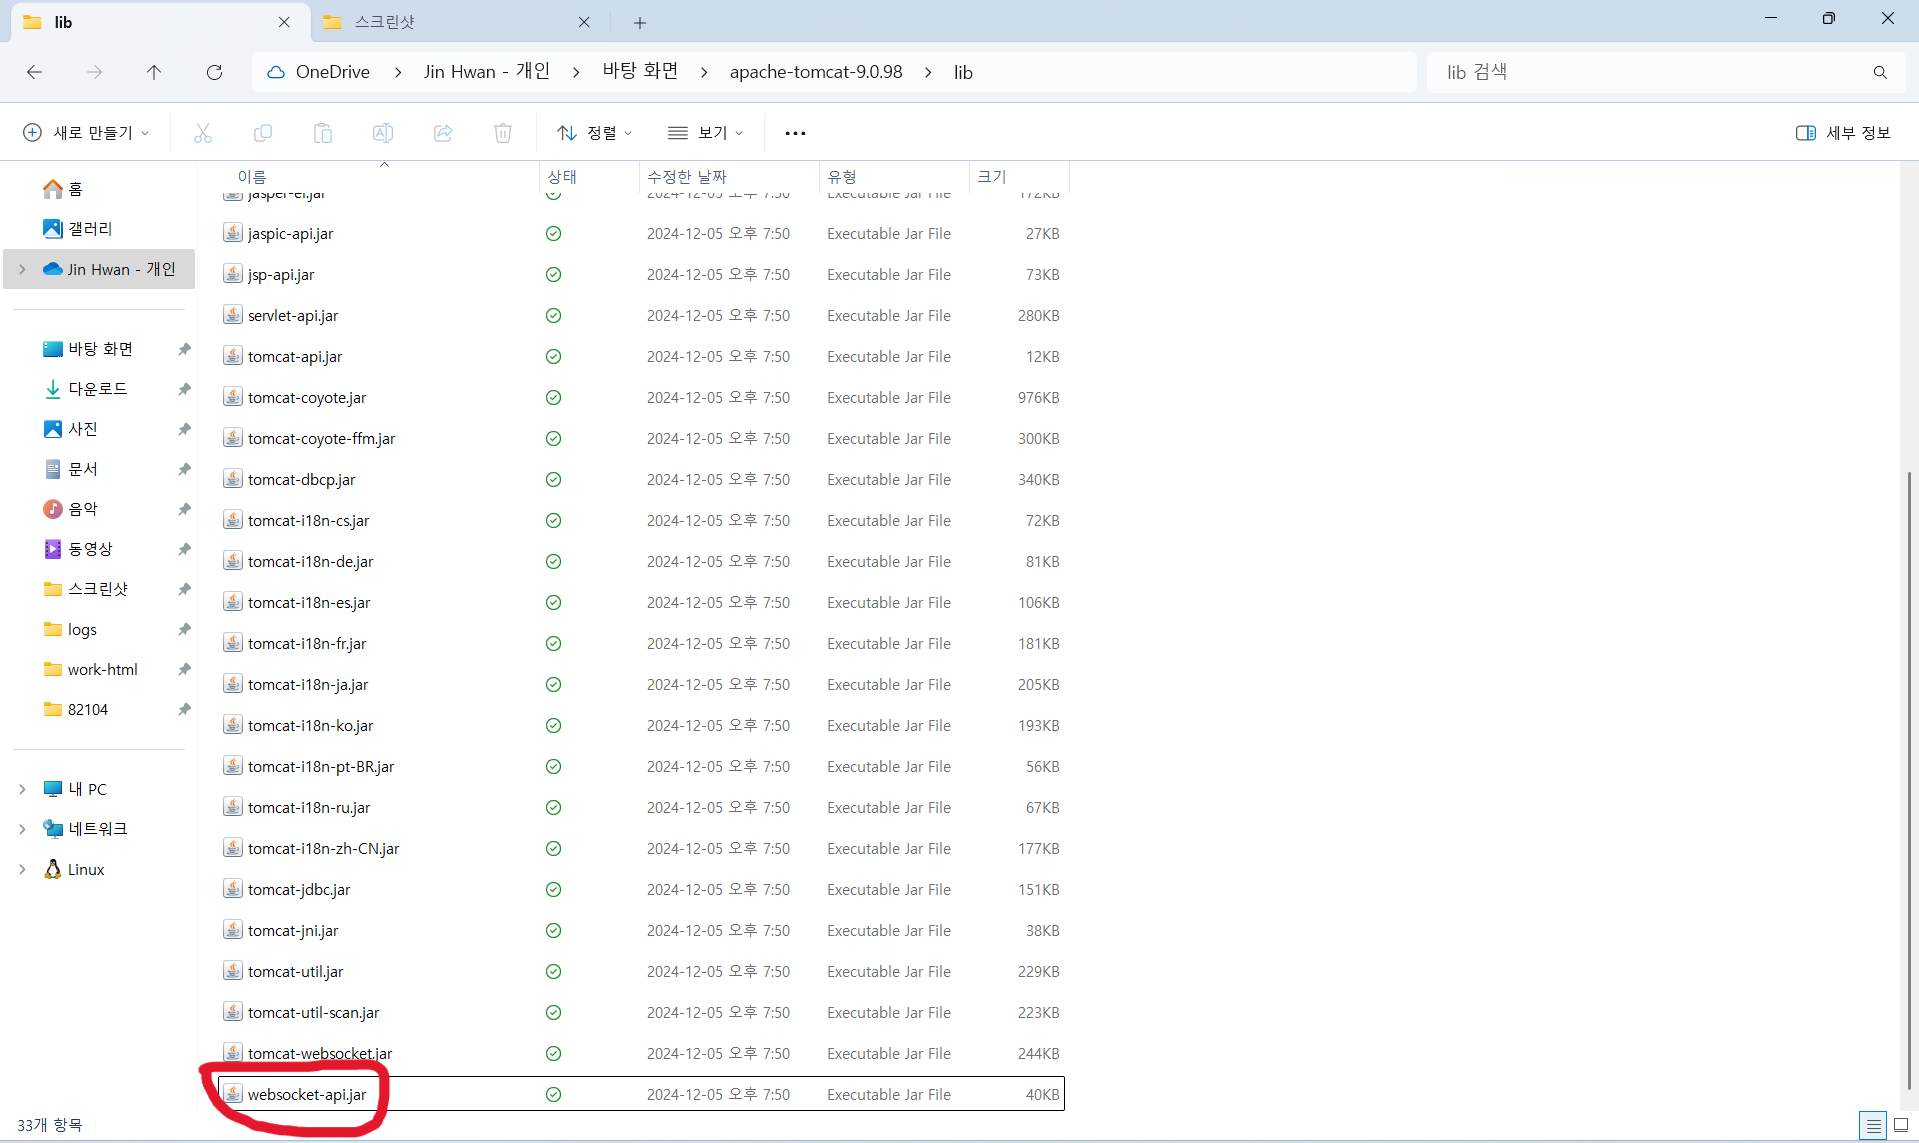 lib
스크린샷
OneDrive > Jin Hwan - 개인 > 바탕 화면 > apache-tomcat-9.0.98 > lib
lib 검색
새로 만들기
정렬
보기
세부 정보
홈
갤러리
Jin Hwan - 개인
바탕 화면
다운로드
사진
문서
음악
동영상
스크린샷
logs
work-html
82104
내 PC
네트워크
Linux
이름 상태 수정한 날짜 유형 크기
jasper-el.jar 2024-12-05 오후 7:50 Executable Jar File 172KB
jaspic-api.jar 2024-12-05 오후 7:50 Executable Jar File 27KB
jsp-api.jar 2024-12-05 오후 7:50 Executable Jar File 73KB
servlet-api.jar 2024-12-05 오후 7:50 Executable Jar File 280KB
tomcat-api.jar 2024-12-05 오후 7:50 Executable Jar File 12KB
tomcat-coyote.jar 2024-12-05 오후 7:50 Executable Jar File 976KB
tomcat-coyote-ffm.jar 2024-12-05 오후 7:50 Executable Jar File 300KB
tomcat-dbcp.jar 2024-12-05 오후 7:50 Executable Jar File 340KB
tomcat-i18n-cs.jar 2024-12-05 오후 7:50 Executable Jar File 72KB
tomcat-i18n-de.jar 2024-12-05 오후 7:50 Executable Jar File 81KB
tomcat-i18n-es.jar 2024-12-05 오후 7:50 Executable Jar File 106KB
tomcat-i18n-fr.jar 2024-12-05 오후 7:50 Executable Jar File 181KB
tomcat-i18n-ja.jar 2024-12-05 오후 7:50 Executable Jar File 205KB
tomcat-i18n-ko.jar 2024-12-05 오후 7:50 Executable Jar File 193KB
tomcat-i18n-pt-BR.jar 2024-12-05 오후 7:50 Executable Jar File 56KB
tomcat-i18n-ru.jar 2024-12-05 오후 7:50 Executable Jar File 67KB
tomcat-i18n-zh-CN.jar 2024-12-05 오후 7:50 Executable Jar File 177KB
tomcat-jdbc.jar 2024-12-05 오후 7:50 Executable Jar File 151KB
tomcat-jni.jar 2024-12-05 오후 7:50 Executable Jar File 38KB
tomcat-util.jar 2024-12-05 오후 7:50 Executable Jar File 229KB
tomcat-util-scan.jar 2024-12-05 오후 7:50 Executable Jar File 223KB
tomcat-websocket.jar 2024-12-05 오후 7:50 Executable Jar File 244KB
websocket-api.jar 2024-12-05 오후 7:50 Executable Jar File 40KB
33개 항목